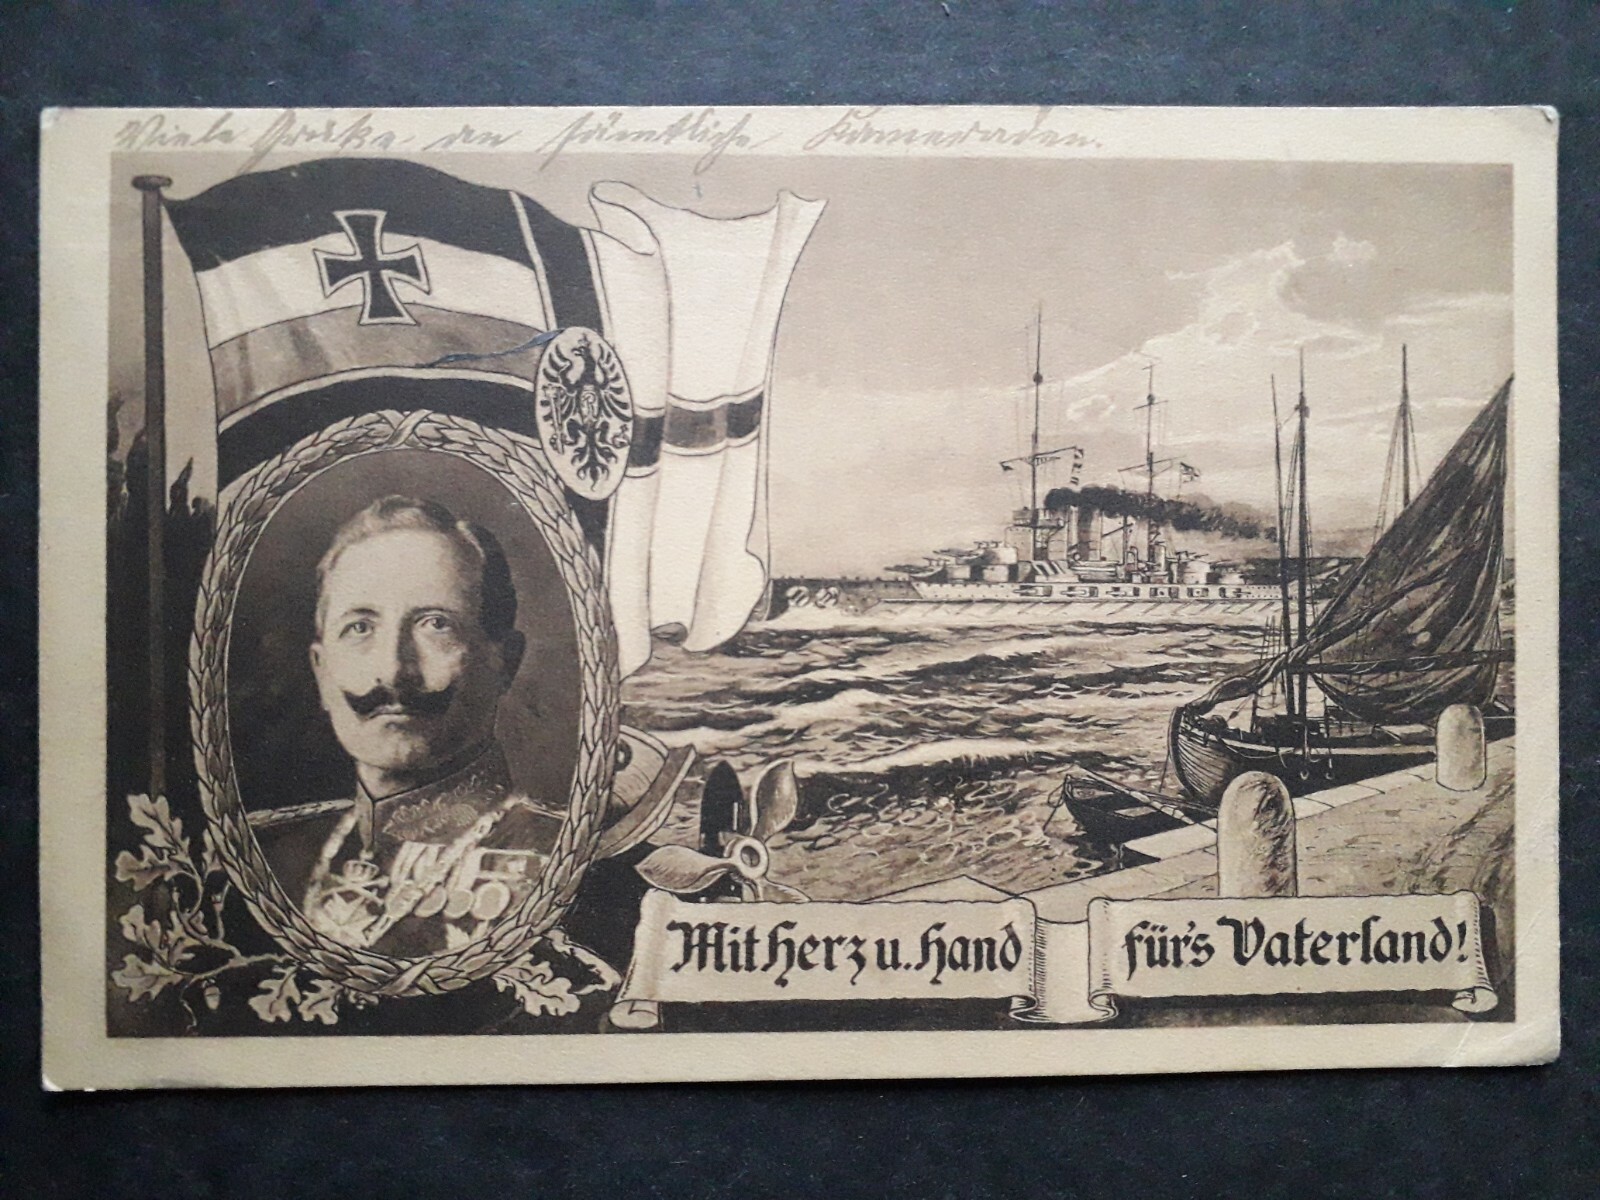 Viele Grüße an sämtliche Kameraden.
Mit Herz u. Hand
für's Vaterland!